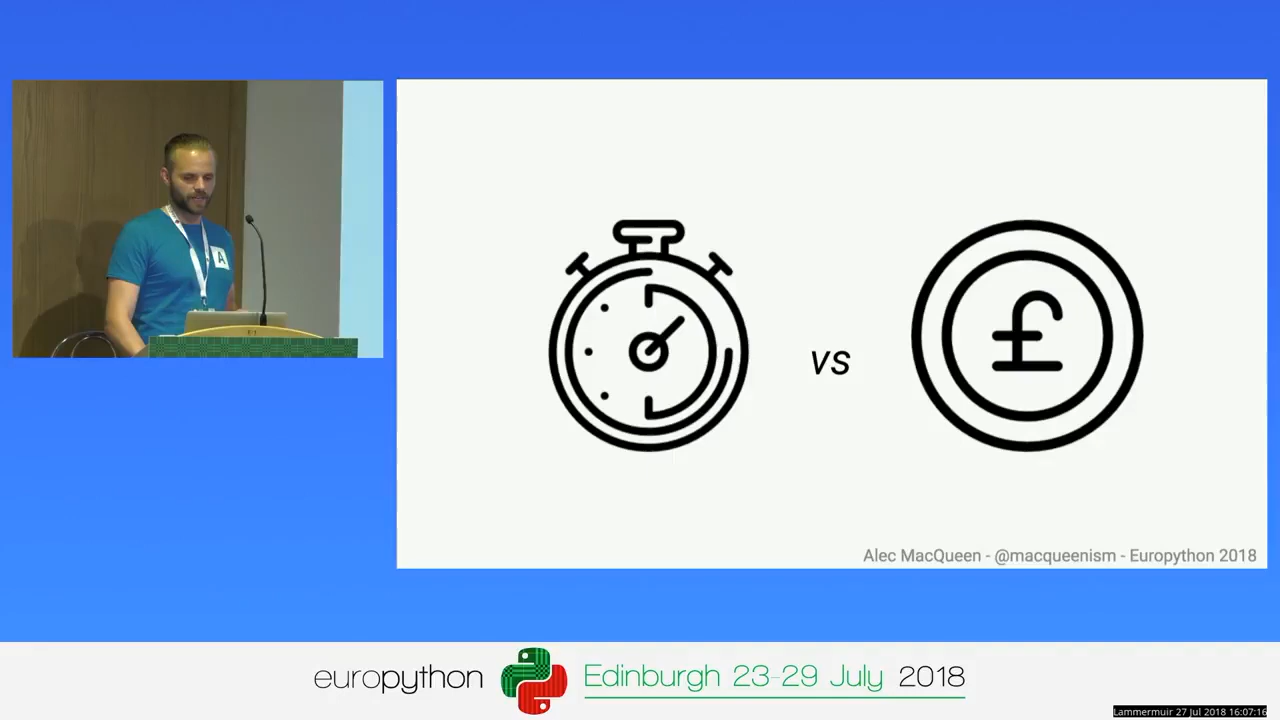 A
vs
£
Alec MacQueen - @macqueenism - Europython 2018
europython
Edinburgh 23-29 July 2018
Lammermuir 27 Jul 2018 16:07:16